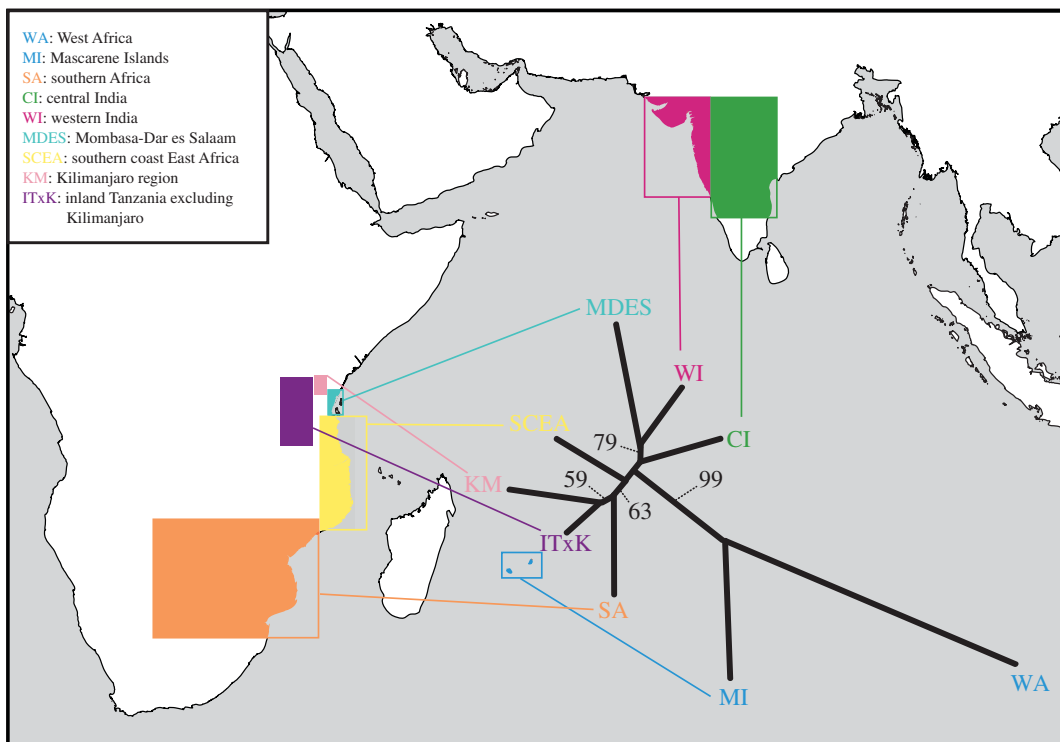 WA: West Africa
MI: Mascarene Islands
SA: southern Africa
CI: central India
WI: western India
MDES: Mombasa-Dar es Salaam
SCEA: southern coast East Africa
KM: Kilimanjaro region
ITxK: inland Tanzania excluding
Kilimanjaro
MDES
WI
SCEA
79
CI
KM
59
99
63
ITxK
SA
WA
MI